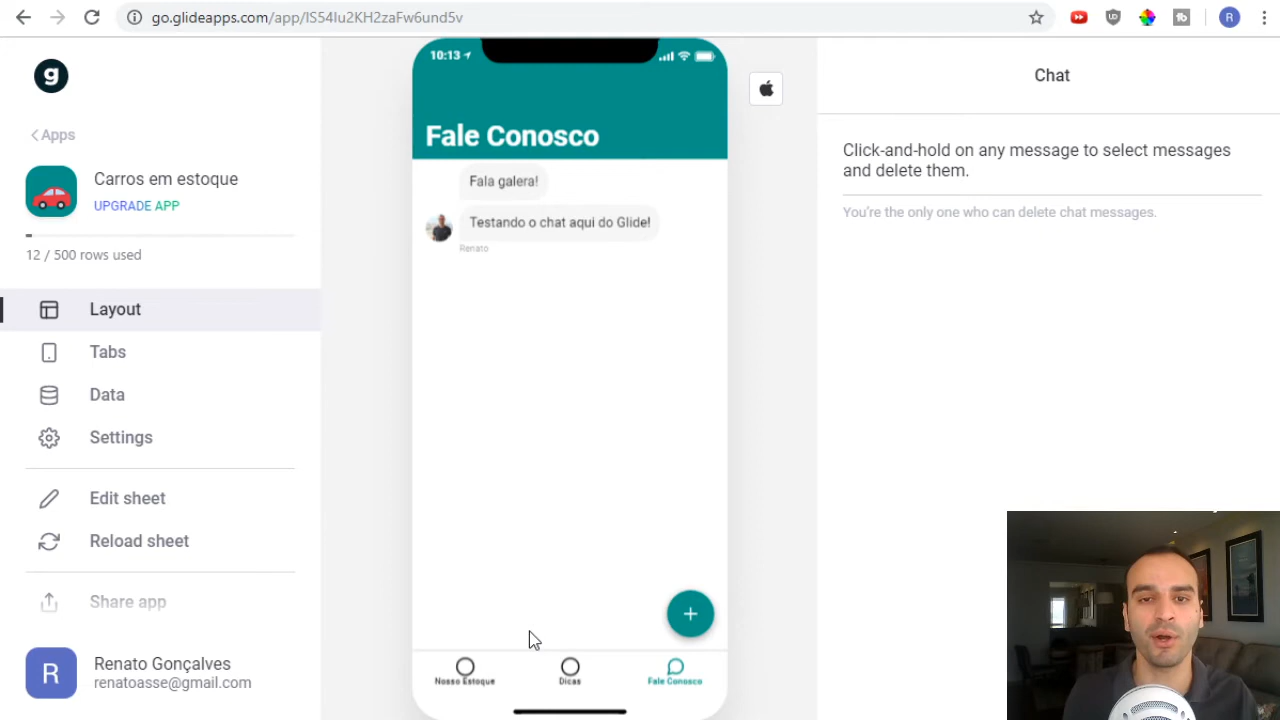 go.glideapps.com/app/IS54lu2KH2zaFw6und5v
R
g
Apps
Carros em estoque
UPGRADE APP
12 / 500 rows used
Layout
Tabs
Data
Settings
Edit sheet
Reload sheet
Share app
R
Renato Gonçalves
renatoasse@gmail.com
10:13
Fale Conosco
Fala galera!
Testando o chat aqui do Glide!
Renato
Nosso Estoque
Dicas
Fale Conosco
Chat
Click-and-hold on any message to select messages
and delete them.
You're the only one who can delete chat messages.